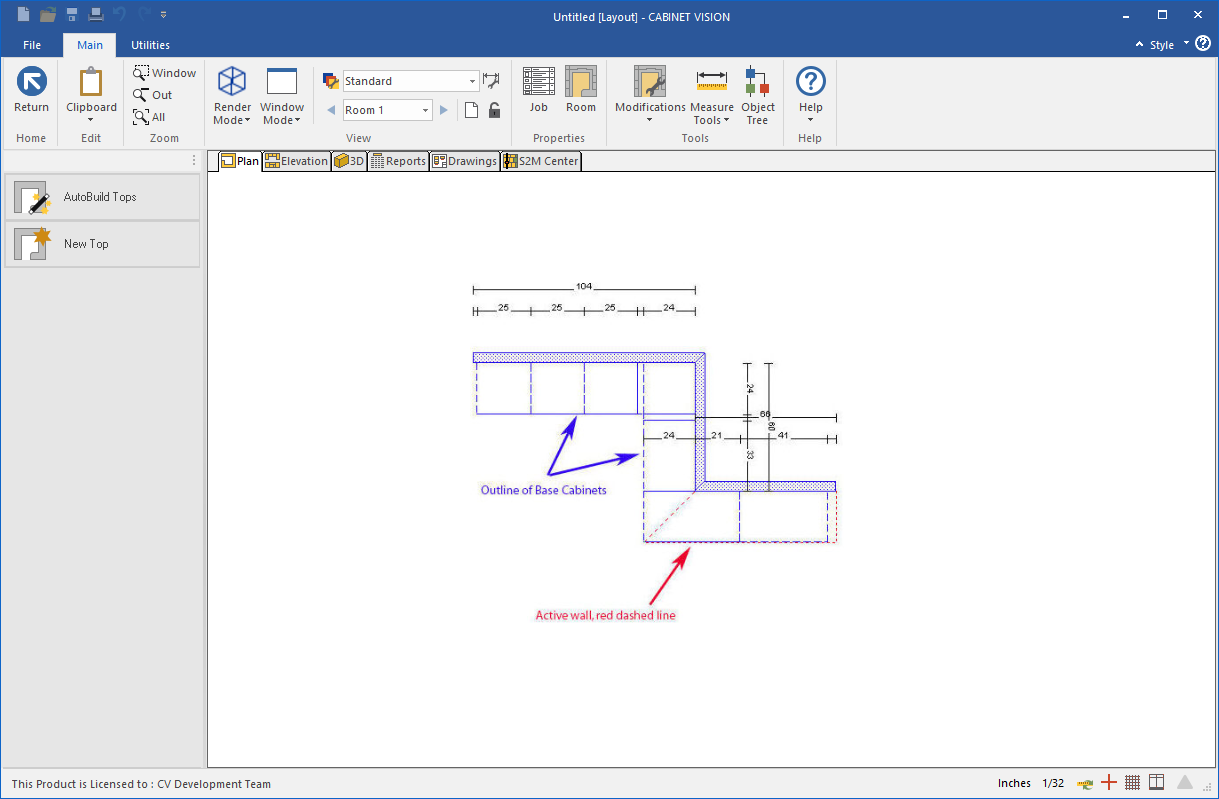 Untitled [Layout] - CABINET VISION
File Main Utilities Style
Return
Home
Clipboard
Edit
Window
Out
All
Zoom
Render Mode
Window Mode
Standard
Room 1
View
Job
Room
Properties
Modifications
Measure Tools
Object Tree
Tools
Help
Help
Plan Elevation 3D Reports Drawings S2M Center
AutoBuild Tops
New Top
104
25 25 25 24
24
66
60
24 21 41
33
Outline of Base Cabinets
Active wall, red dashed line
This Product is Licensed to : CV Development Team Inches 1/32